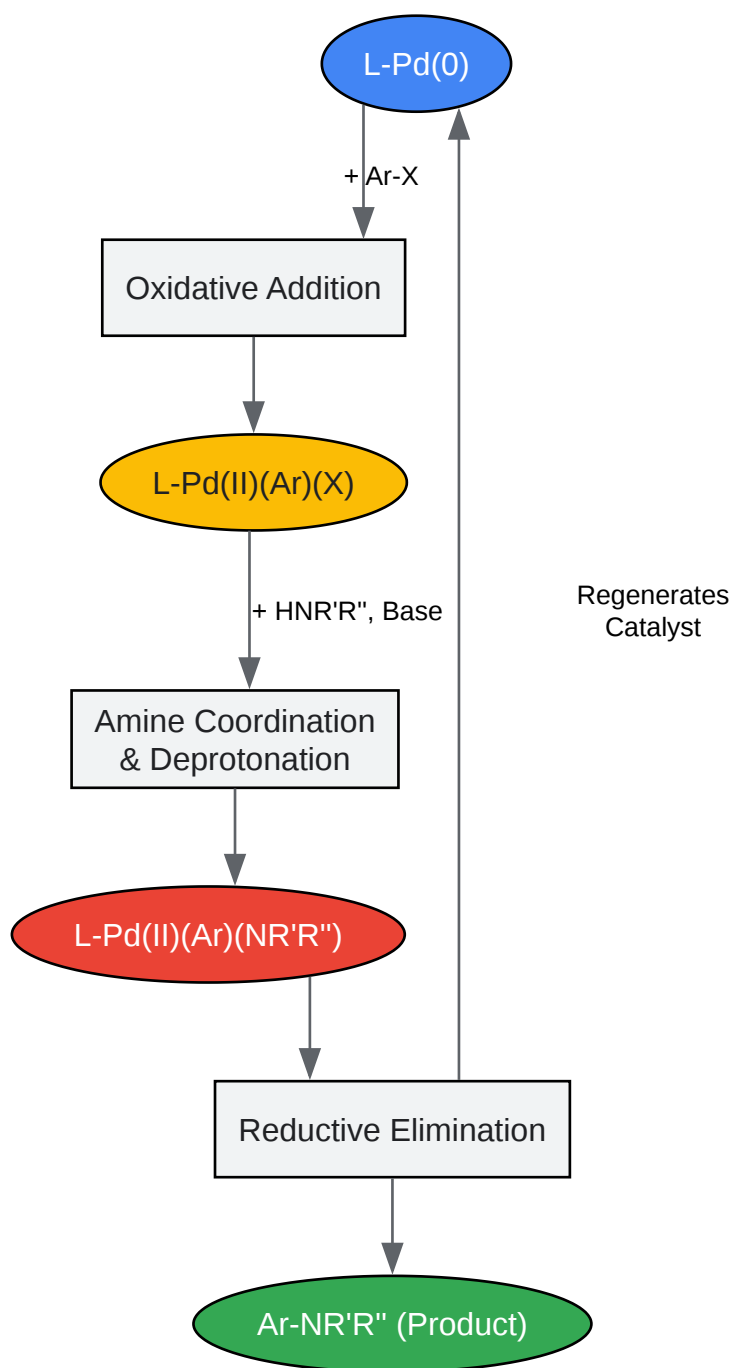 L-Pd(0)
+ Ar-X
Oxidative Addition
L-Pd(II)(Ar)(X)
+ HNR'R", Base
Regenerates
Catalyst
Amine Coordination
& Deprotonation
L-Pd(II)(Ar)(NR'R")
Reductive Elimination
Ar-NR'R" (Product)